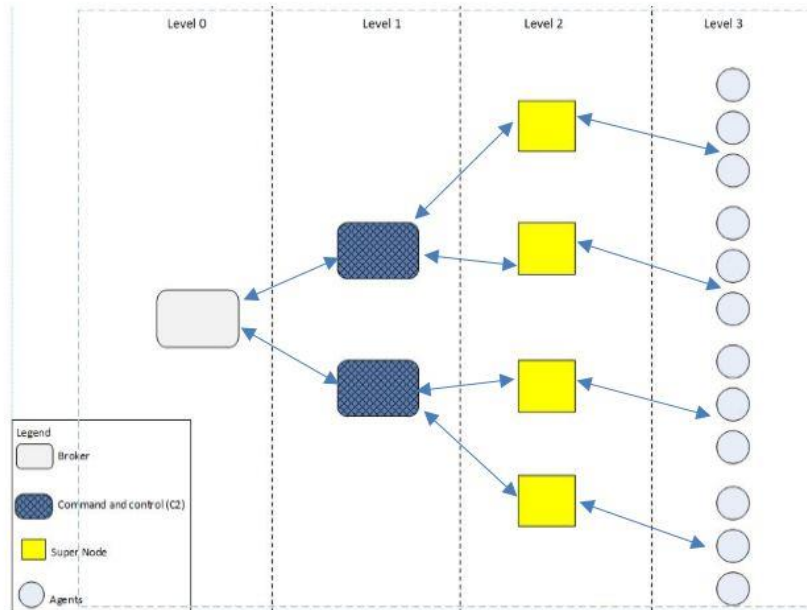 Level 0
Level 1
Level 2
Level 3
Legend
Broker
Command and control (C2)
Super Node
Agents